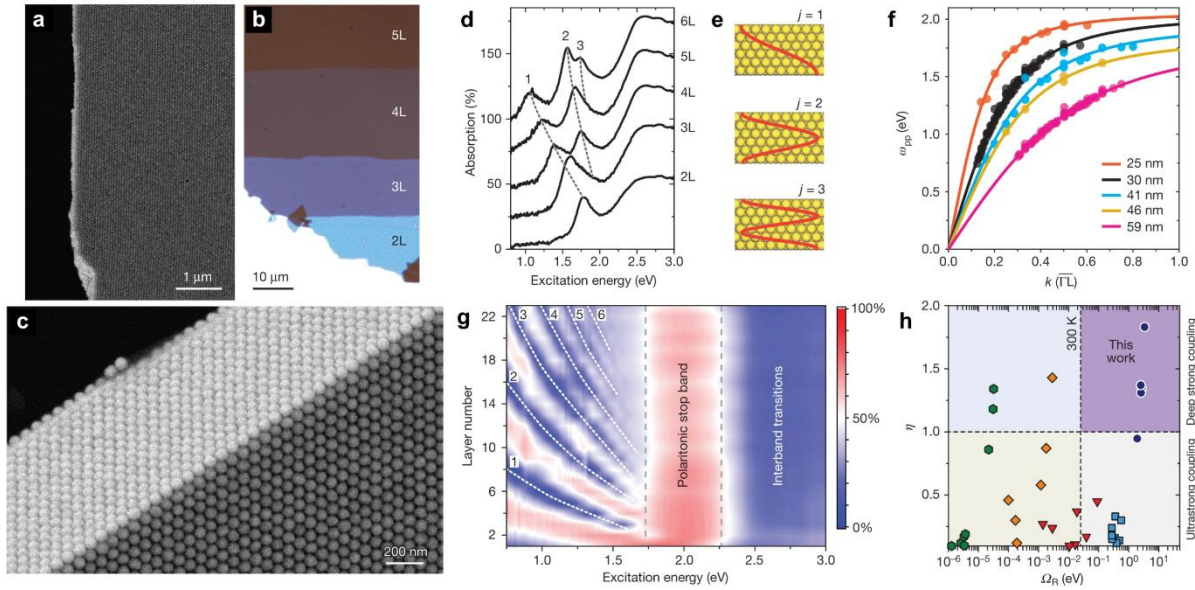 a
1 μm
b
5L
4L
3L
2L
10 μm
c
200 nm
d
Absorption (%)
150
100
50
0
1
2
3
6L
5L
4L
3L
2L
1.0 1.5 2.0 2.5 3.0
Excitation energy (eV)
e
j = 1
j = 2
j = 3
f
ωpp (eV)
2.0
1.5
1.0
0.5
0
25 nm
30 nm
41 nm
46 nm
59 nm
0.0 0.2 0.4 0.6 0.8 1.0
k (Γ̅L̅)
g
Layer number
22
20
18
16
14
12
10
8
6
4
2
3 4 5 6
2
1
Polaritonic stop band
Interband transitions
1.0 1.5 2.0 2.5 3.0
Excitation energy (eV)
100%
50%
0%
h
η
2.0
1.5
1.0
0.5
300 K
This
work
Deep strong coupling
Ultrastrong coupling
10⁻⁶ 10⁻⁵ 10⁻⁴ 10⁻³ 10⁻² 10⁻¹ 10⁰ 10¹
ΩR (eV)